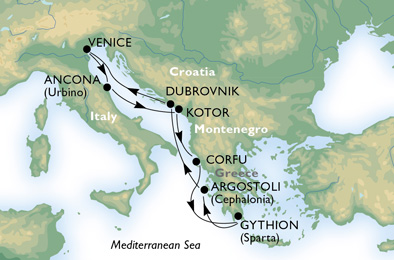 VENICE
ANCONA
(Urbino)
Croatia
DUBROVNIK
KOTOR
Italy
Montenegro
CORFU
Greece
ARGOSTOLI
(Cephalonia)
GYTHION
(Sparta)
Mediterranean Sea